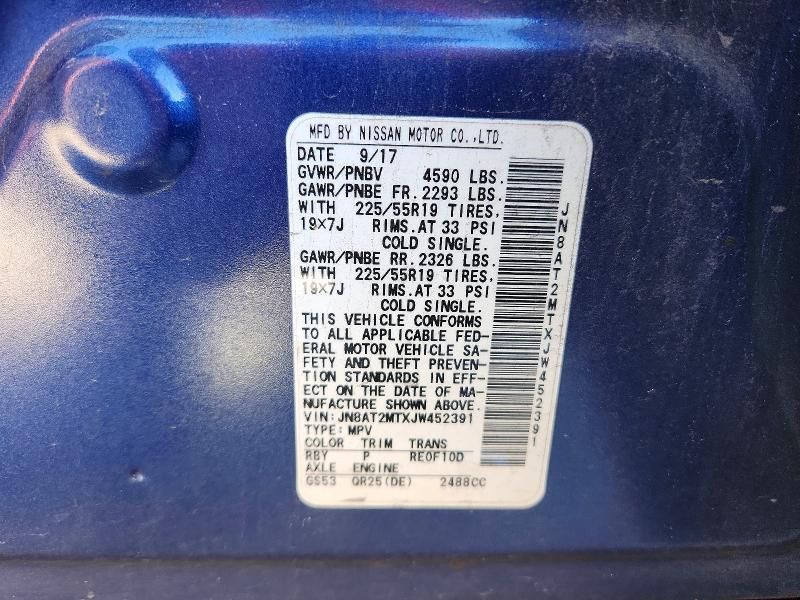 MFD BY NISSAN MOTOR CO.,LTD.
DATE 9/17
GVWR/PNBV 4590 LBS.
GAWR/PNBE FR. 2293 LBS.
WITH 225/55R19 TIRES,
19X7J RIMS.AT 33 PSI
COLD SINGLE.
GAWR/PNBE RR. 2326 LBS.
WITH 225/55R19 TIRES,
19X7J RIMS.AT 33 PSI
COLD SINGLE.
THIS VEHICLE CONFORMS
TO ALL APPLICABLE FED-
ERAL MOTOR VEHICLE SA-
FETY AND THEFT PREVEN-
TION STANDARDS IN EFF-
ECT ON THE DATE OF MA-
NUFACTURE SHOWN ABOVE.
VIN: JN8AT2MTXJW452391
TYPE: MPV
COLOR TRIM TRANS
RBY P RE0F10D
AXLE ENGINE
GS53 QR25(DE) 2488CC
JN8AT2MTXJW452391